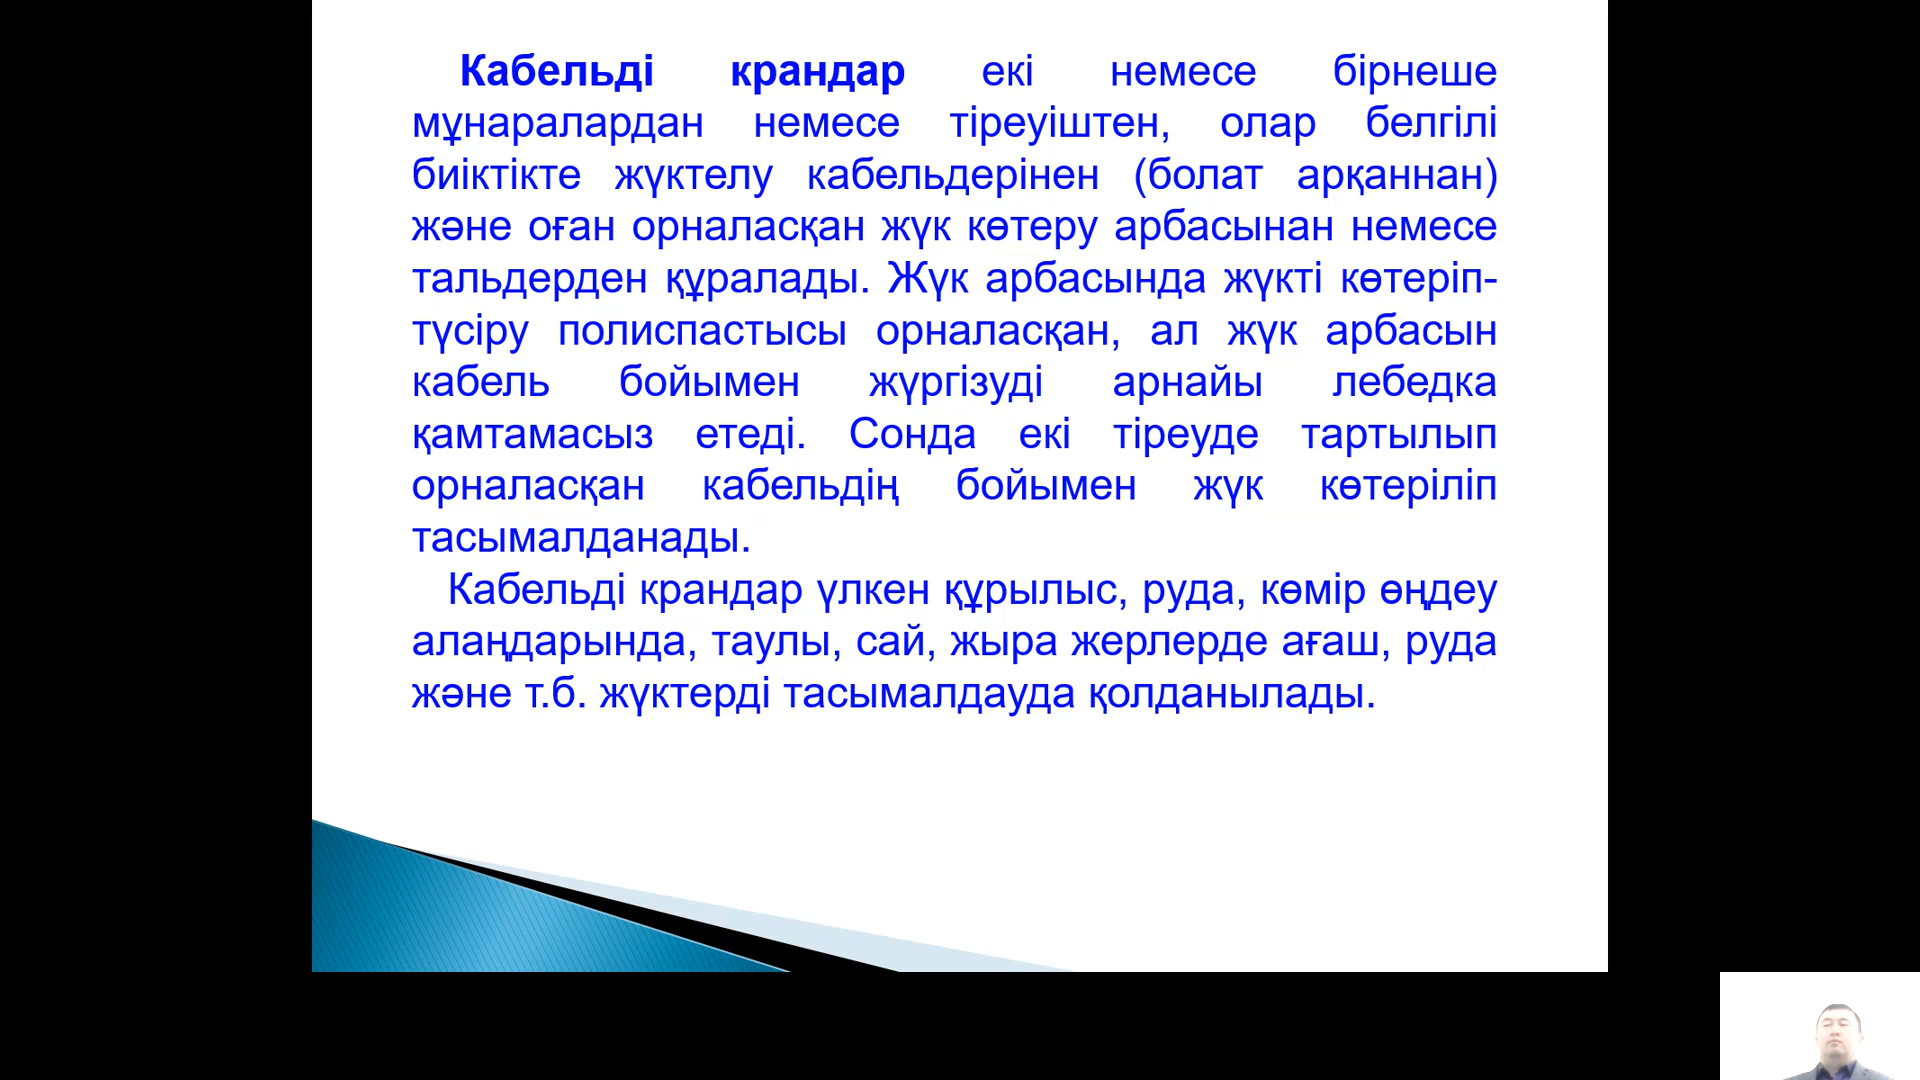 Кабельді крандар екі немесе бірнеше
мұнаралардан немесе тіреуіштен, олар белгілі
биіктікте жүктелу кабельдерінен (болат арқаннан)
және оған орналасқан жүк көтеру арбасынан немесе
тальдерден құралады. Жүк арбасында жүкті көтеріп-
түсіру полиспастысы орналасқан, ал жүк арбасын
кабель бойымен жүргізуді арнайы лебедка
қамтамасыз етеді. Сонда екі тіреуде тартылып
орналасқан кабельдің бойымен жүк көтеріліп
тасымалданады.
Кабельді крандар үлкен құрылыс, руда, көмір өңдеу
алаңдарында, таулы, сай, жыра жерлерде ағаш, руда
және т.б. жүктерді тасымалдауда қолданылады.